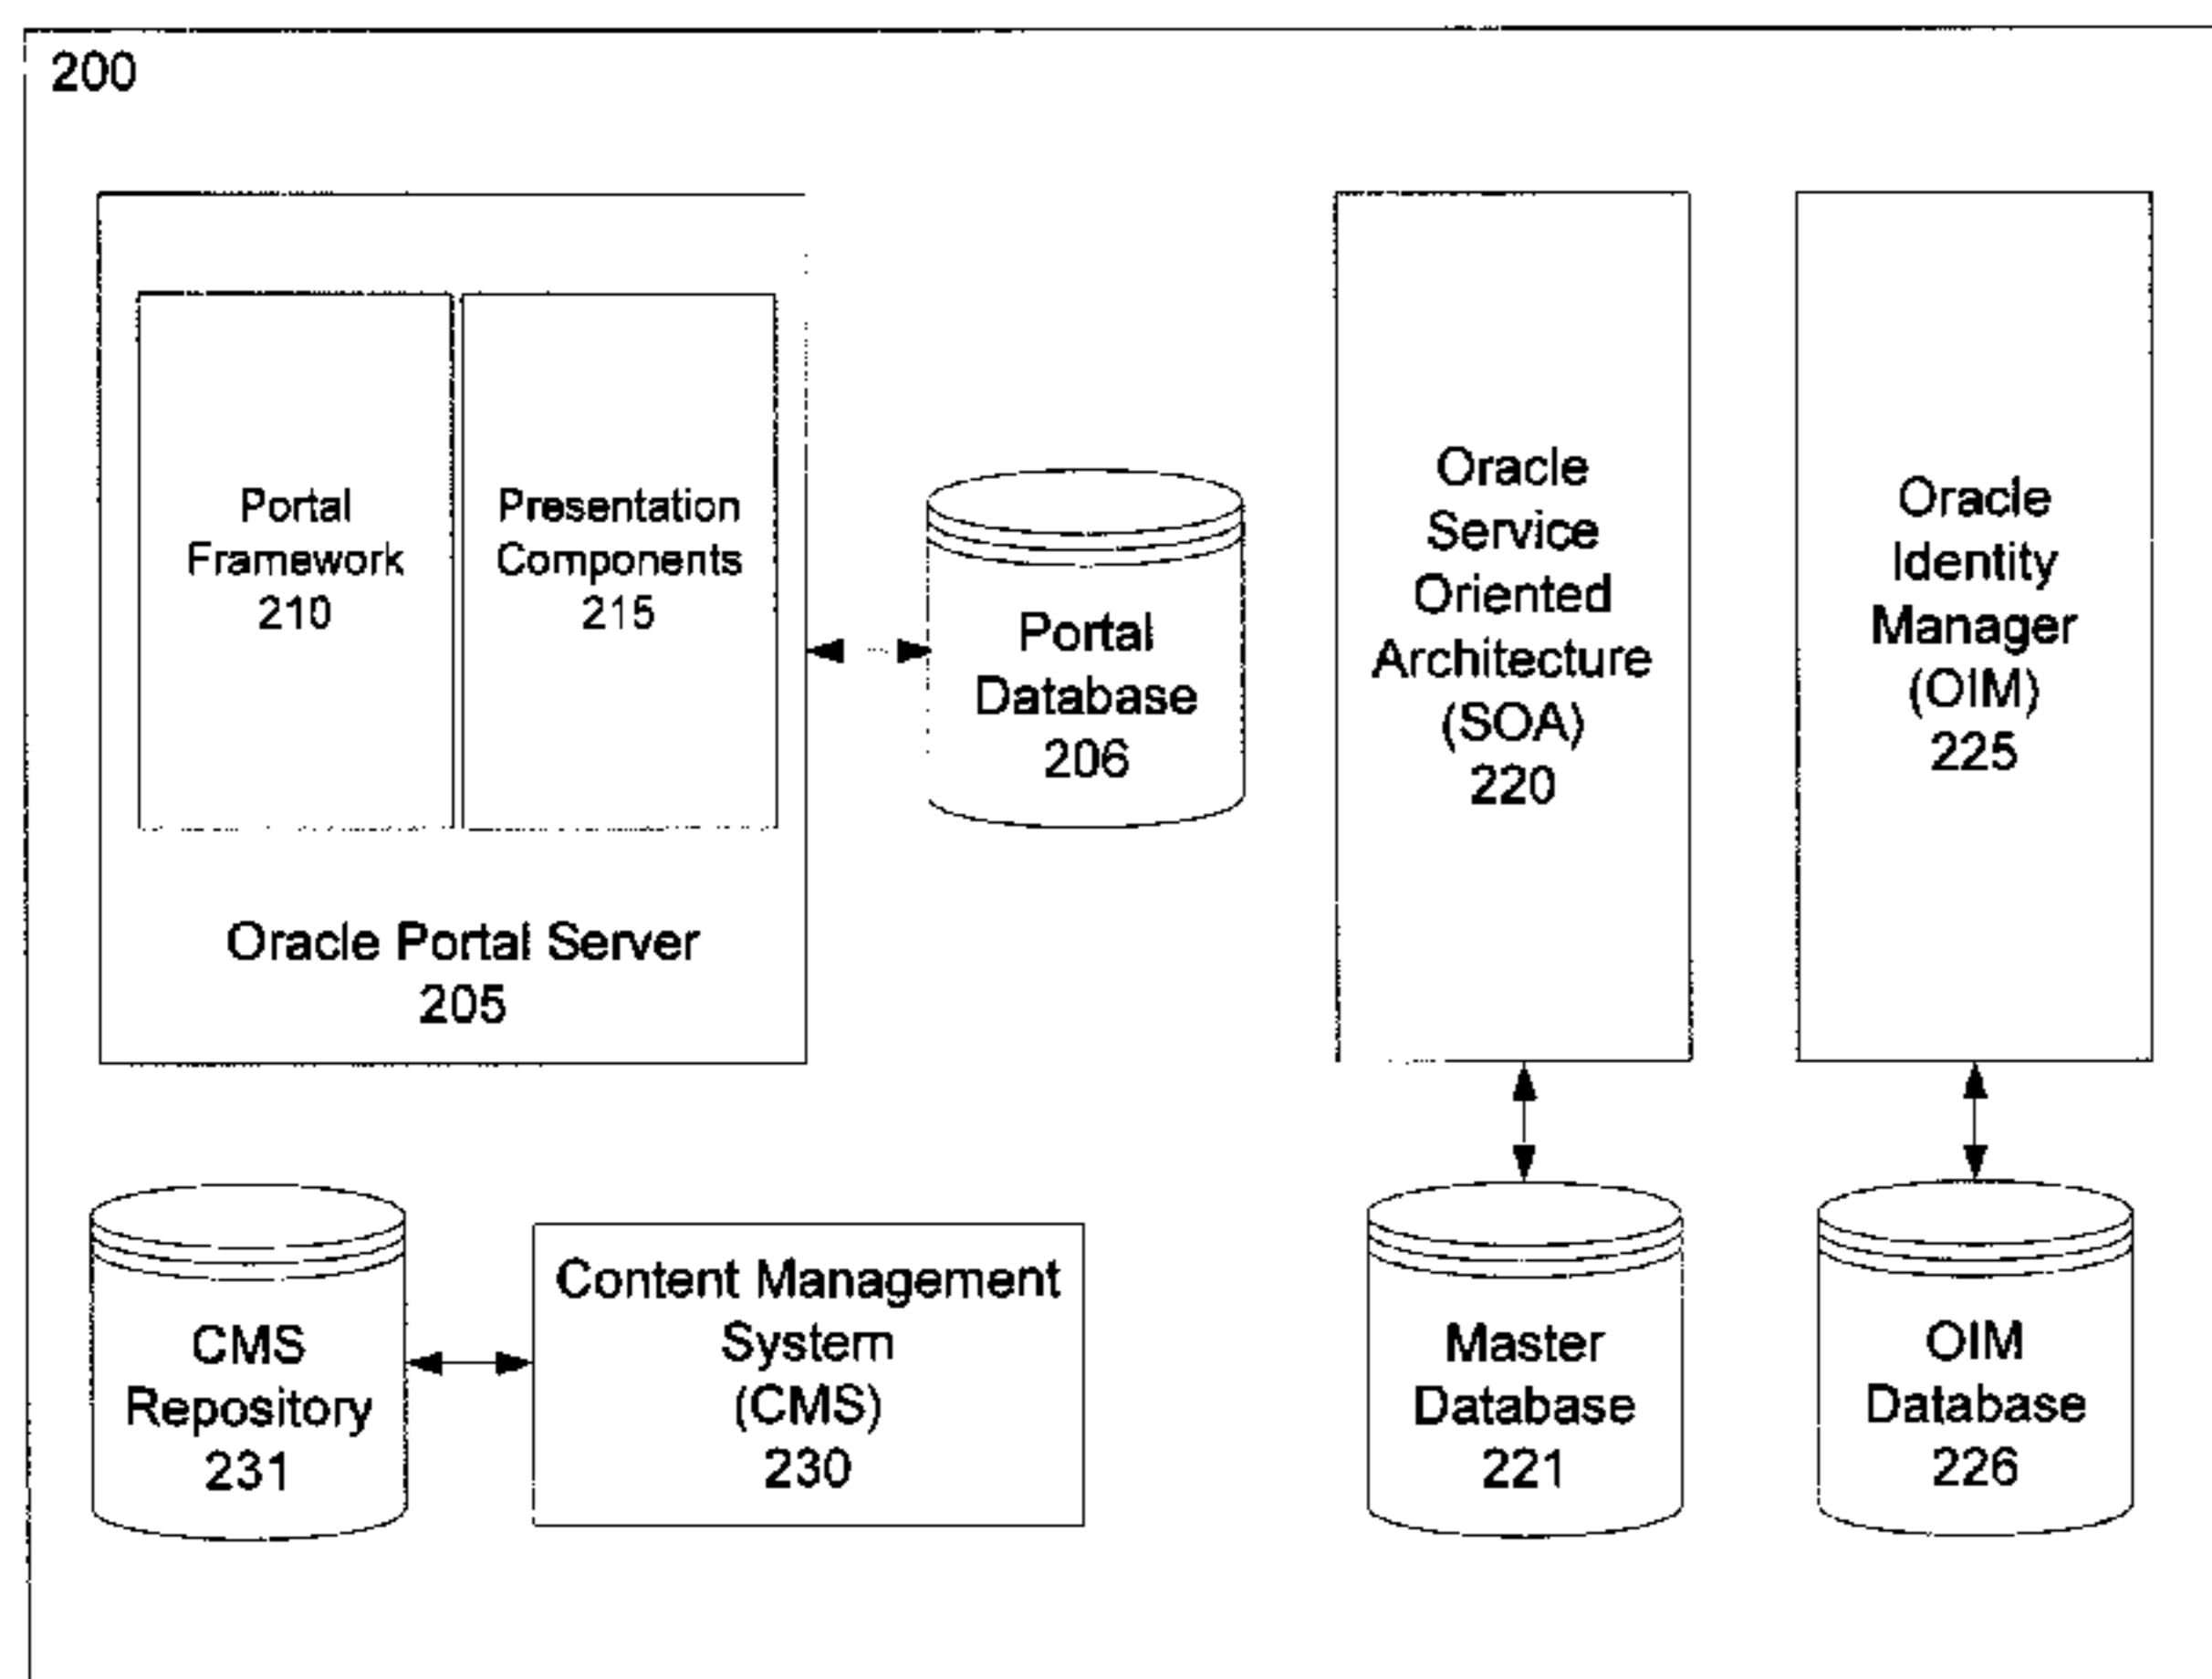 200
Portal
Framework
210
Presentation
Components
215
Oracle Portal Server
205
Portal
Database
206
Oracle
Service
Oriented
Architecture
(SOA)
220
Oracle
Identity
Manager
(OIM)
225
CMS
Repository
231
Content Management
System
(CMS)
230
Master
Database
221
OIM
Database
226